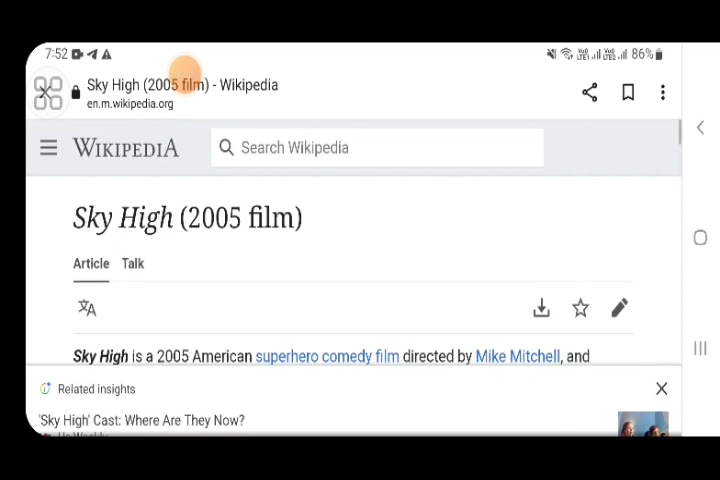 7:52
86%
Sky High (2005 film) - Wikipedia
en.m.wikipedia.org
WIKIPEDIA
Search Wikipedia
Sky High (2005 film)
Article Talk
Sky High is a 2005 American superhero comedy film directed by Mike Mitchell, and
Related insights
'Sky High' Cast: Where Are They Now?
Us Weekly